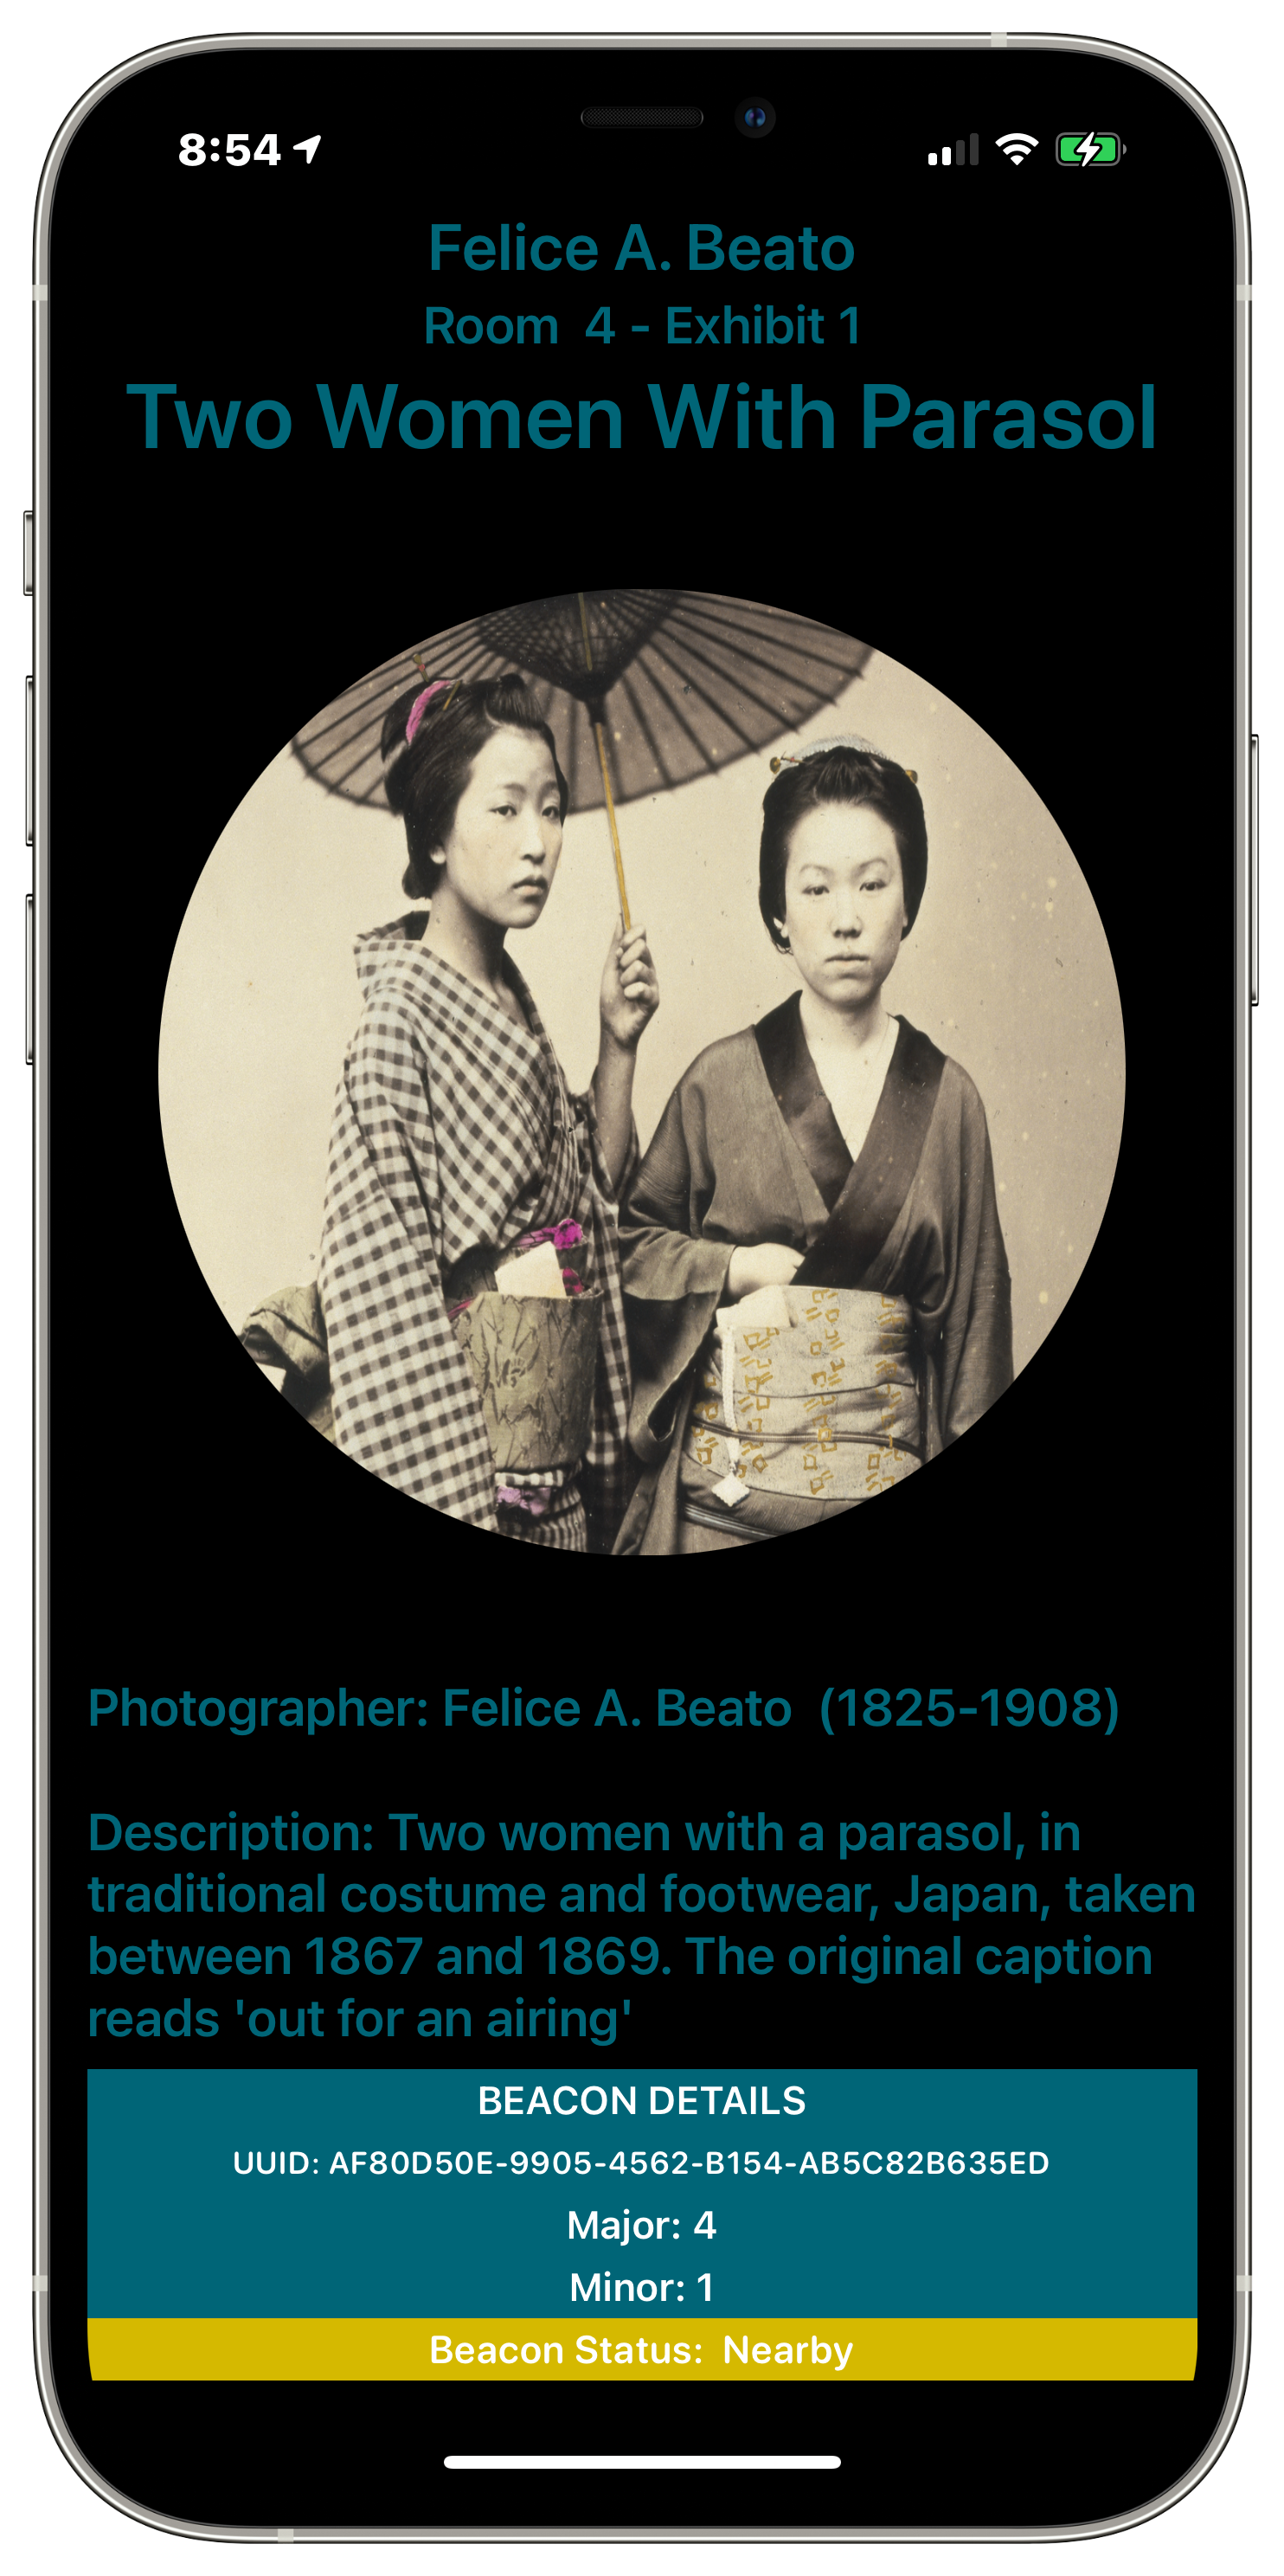 8:54
Felice A. Beato
Room  4 - Exhibit 1
Two Women With Parasol
Photographer: Felice A. Beato  (1825-1908)
Description: Two women with a parasol, in
traditional costume and footwear, Japan, taken
between 1867 and 1869. The original caption
reads 'out for an airing'
BEACON DETAILS
UUID: AF80D50E-9905-4562-B154-AB5C82B635ED
Major: 4
Minor: 1
Beacon Status:  Nearby